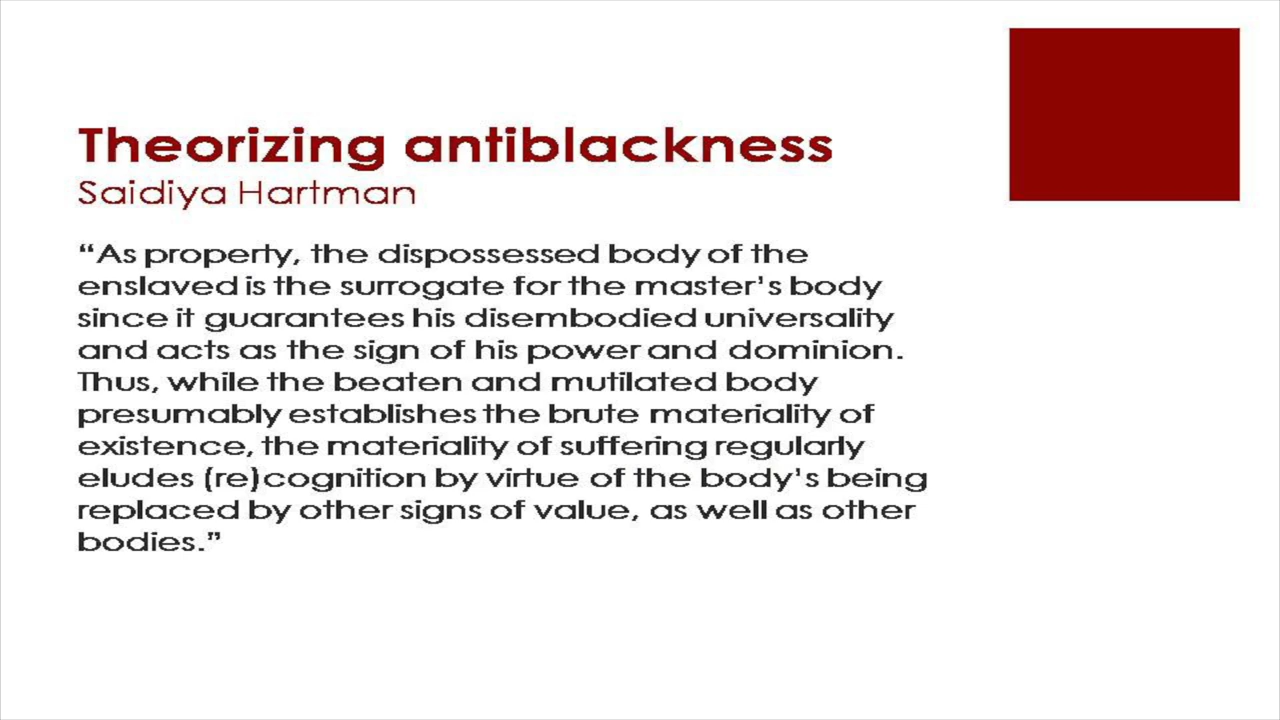 Theorizing antiblackness
Saidiya Hartman
“As property, the dispossessed body of the
enslaved is the surrogate for the master’s body
since it guarantees his disembodied universality
and acts as the sign of his power and dominion.
Thus, while the beaten and mutilated body
presumably establishes the brute materiality of
existence, the materiality of suffering regularly
eludes (re)cognition by virtue of the body’s being
replaced by other signs of value, as well as other
bodies.”